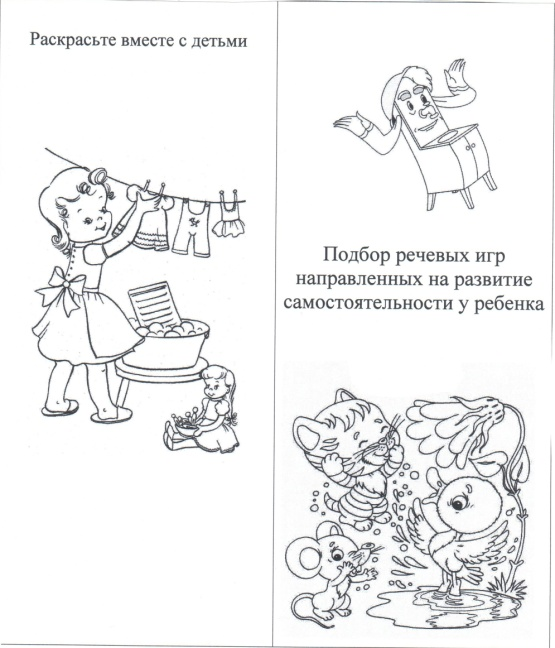 Раскрасьте вместе с детьми
Подбор речевых игр
направленных на развитие
самостоятельности у ребенка